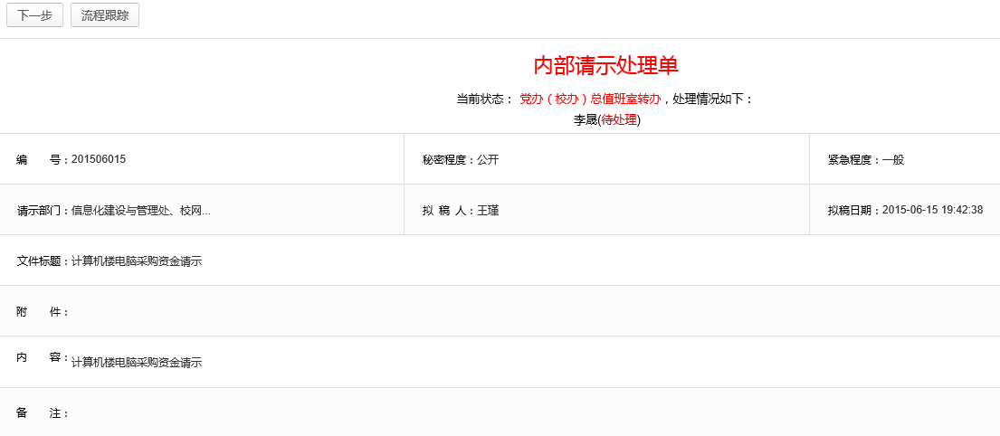 下一步 流程跟踪
内部请示处理单
当前状态： 党办（校办）总值班室转办，处理情况如下：
李晟(待处理)
编 号：201506015 秘密程度：公开 紧急程度：一般
请示部门：信息化建设与管理处、校网... 拟 稿 人：王瑾 拟稿日期：2015-06-15 19:42:38
文件标题：计算机楼电脑采购资金请示
附 件：
内 容：计算机楼电脑采购资金请示
备 注：